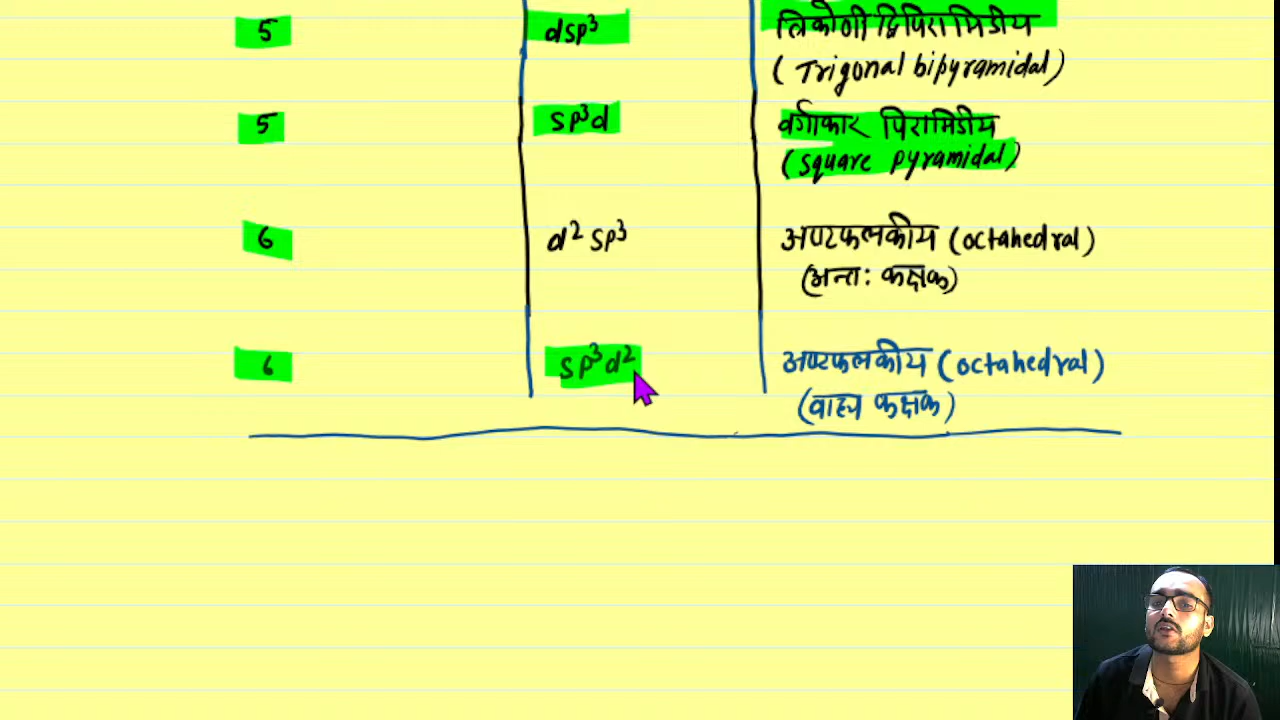 5 dsp³ त्रिकोणी द्विपिरामिडीय
(Trigonal bipyramidal)
5 sp³d वर्गाकार पिरामिडीय
(square pyramidal)
6 d²sp³ अष्टफलकीय (octahedral)
(अन्तः कक्षक)
6 sp³d² अष्टफलकीय (octahedral)
(वाह्य कक्षक)